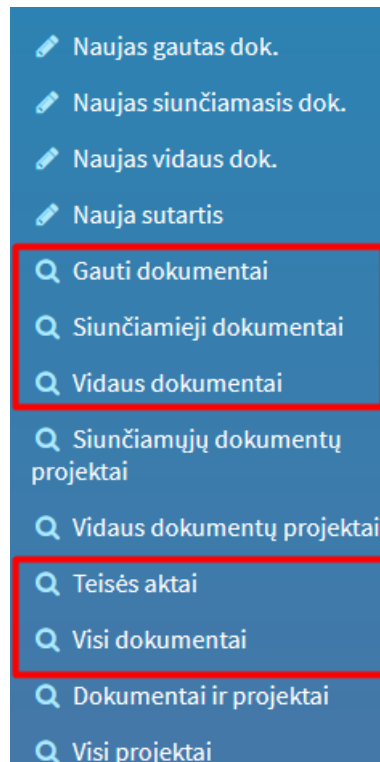 Naujas gautas dok.
Naujas siunčiamasis dok.
Naujas vidaus dok.
Nauja sutartis
Gauti dokumentai
Siunčiamieji dokumentai
Vidaus dokumentai
Siunčiamųjų dokumentų
projektai
Vidaus dokumentų projektai
Teisės aktai
Visi dokumentai
Dokumentai ir projektai
Visi projektai